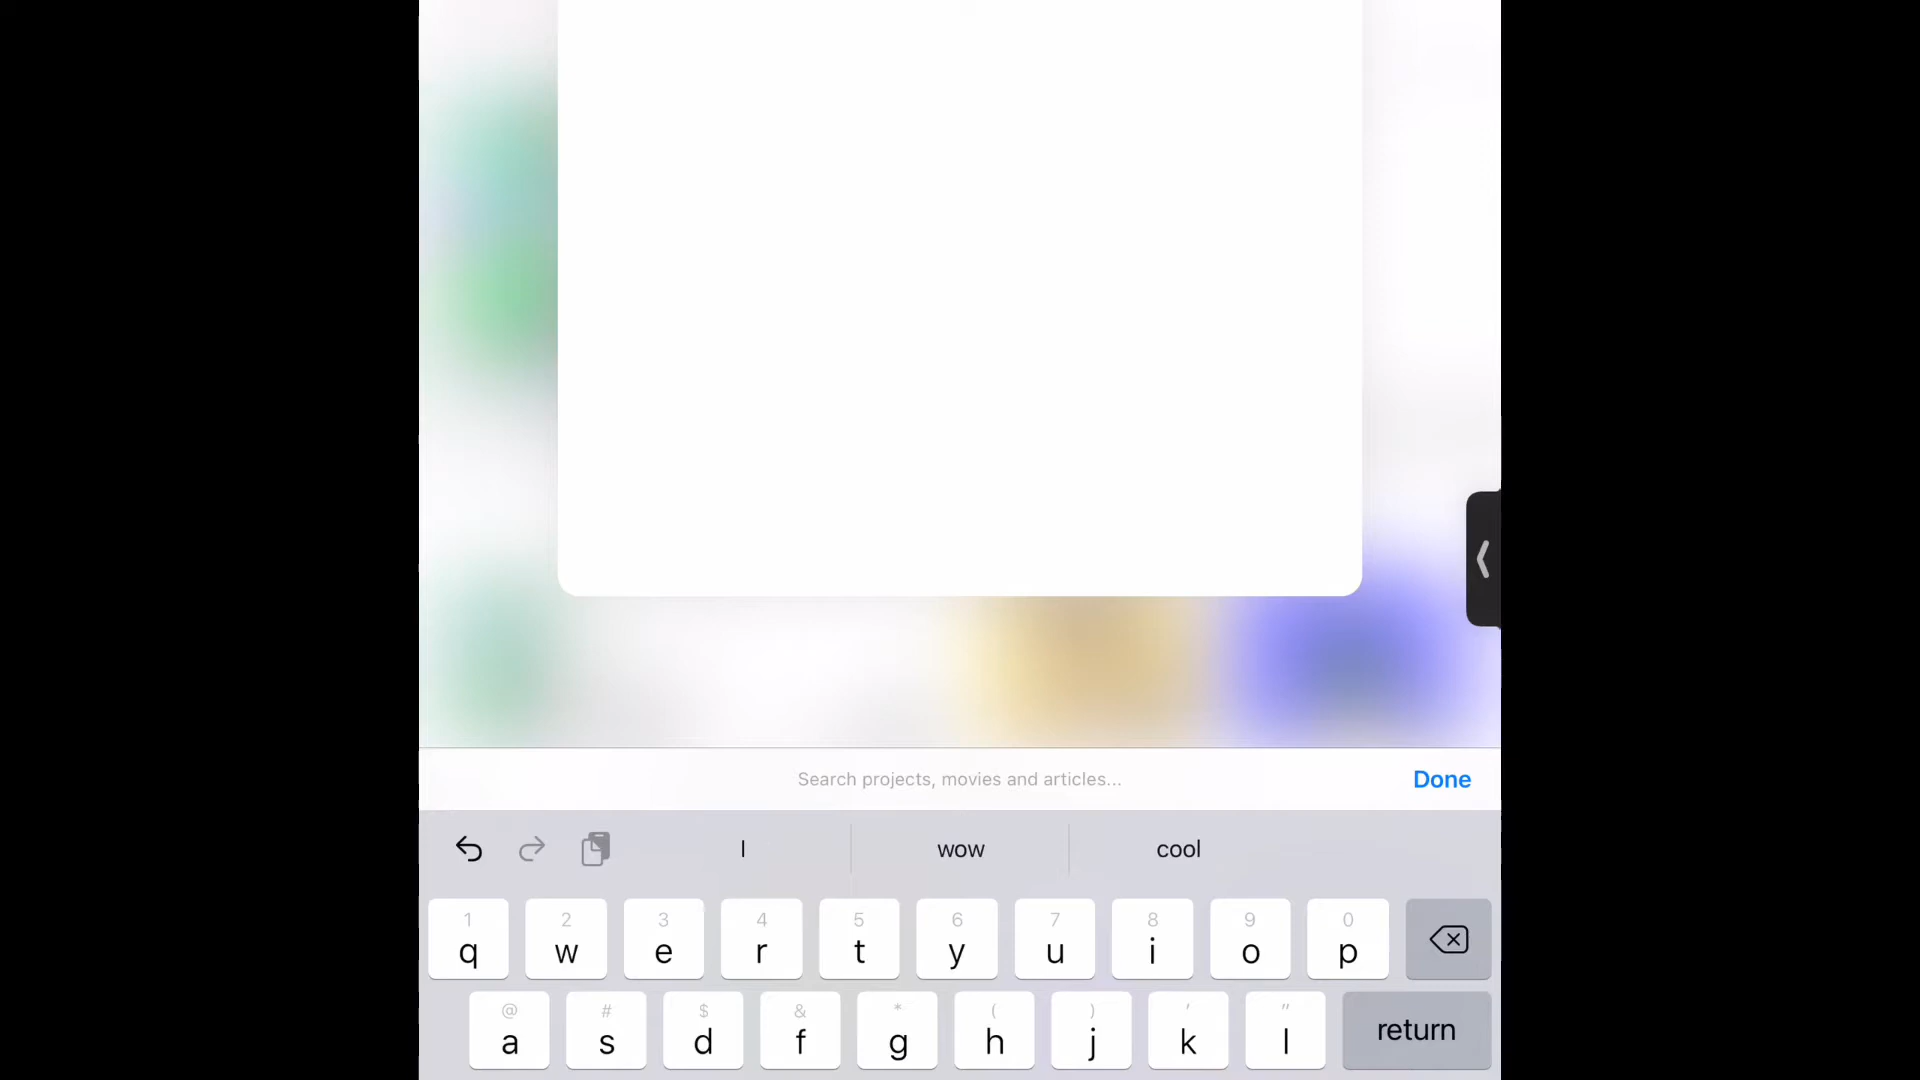 Search projects, movies and articles...
Done
I
wow
cool
1 2 3 4 5 6 7 8 9 0
q w e r t y u i o p
@ # $ & * ( ) ' "
a s d f g h j k l return